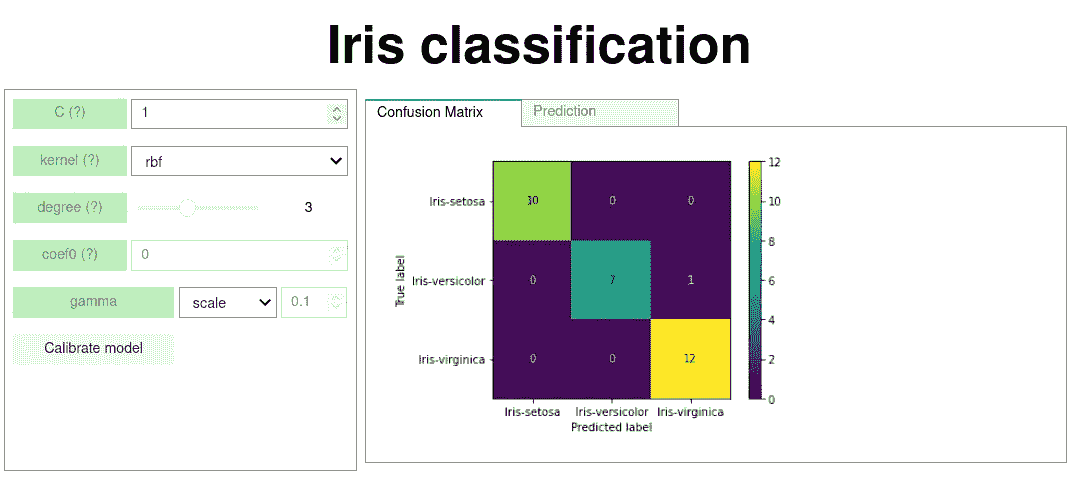 Iris classification
C (?)
1
kernel (?)
rbf
degree (?)
3
coef0 (?)
0
gamma
scale
0.1
Calibrate model
Confusion Matrix
Prediction
True label
Iris-setosa
10 0 0
Iris-versicolor
0 7 1
Iris-virginica
0 0 12
Iris-setosa Iris-versicolor Iris-virginica
Predicted label
12
10
8
6
4
2
0